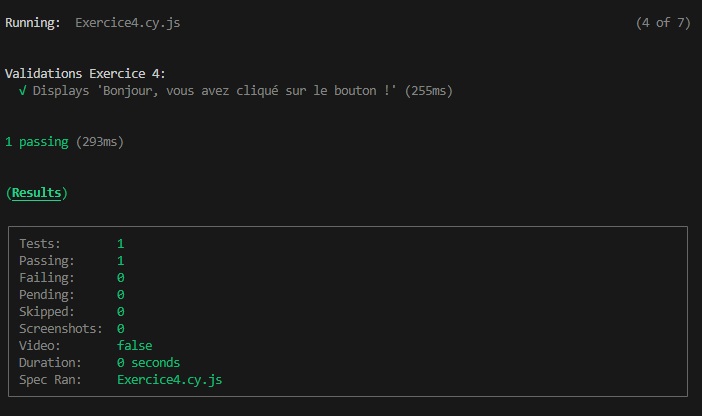 Running:  Exercice4.cy.js (4 of 7)
Validations Exercice 4:
√ Displays 'Bonjour, vous avez cliqué sur le bouton !' (255ms)
1 passing (293ms)
(Results)
Tests: 1
Passing: 1
Failing: 0
Pending: 0
Skipped: 0
Screenshots: 0
Video: false
Duration: 0 seconds
Spec Ran: Exercice4.cy.js